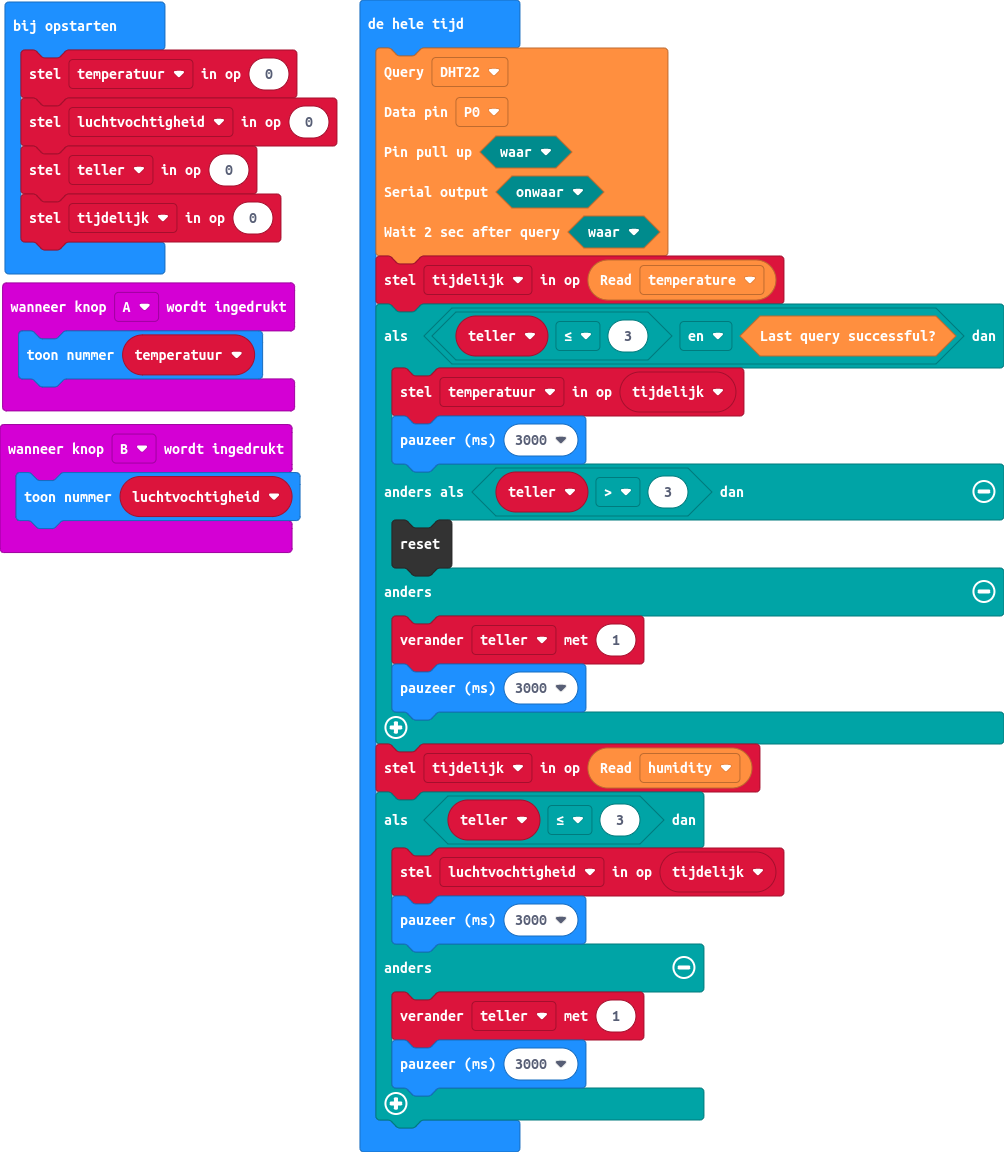 bij opstarten
stel temperatuur in op 0
stel luchtvochtigheid in op 0
stel teller in op 0
stel tijdelijk in op 0
wanneer knop A wordt ingedrukt
toon nummer temperatuur
wanneer knop B wordt ingedrukt
toon nummer luchtvochtigheid
de hele tijd
Query DHT22
Data pin P0
Pin pull up waar
Serial output onwaar
Wait 2 sec after query waar
stel tijdelijk in op Read temperature
als teller ≤ 3 en Last query successful? dan
stel temperatuur in op tijdelijk
pauzeer (ms) 3000
anders als teller > 3 dan
reset
anders
verander teller met 1
pauzeer (ms) 3000
stel tijdelijk in op Read humidity
als teller ≤ 3 dan
stel luchtvochtigheid in op tijdelijk
pauzeer (ms) 3000
anders
verander teller met 1
pauzeer (ms) 3000